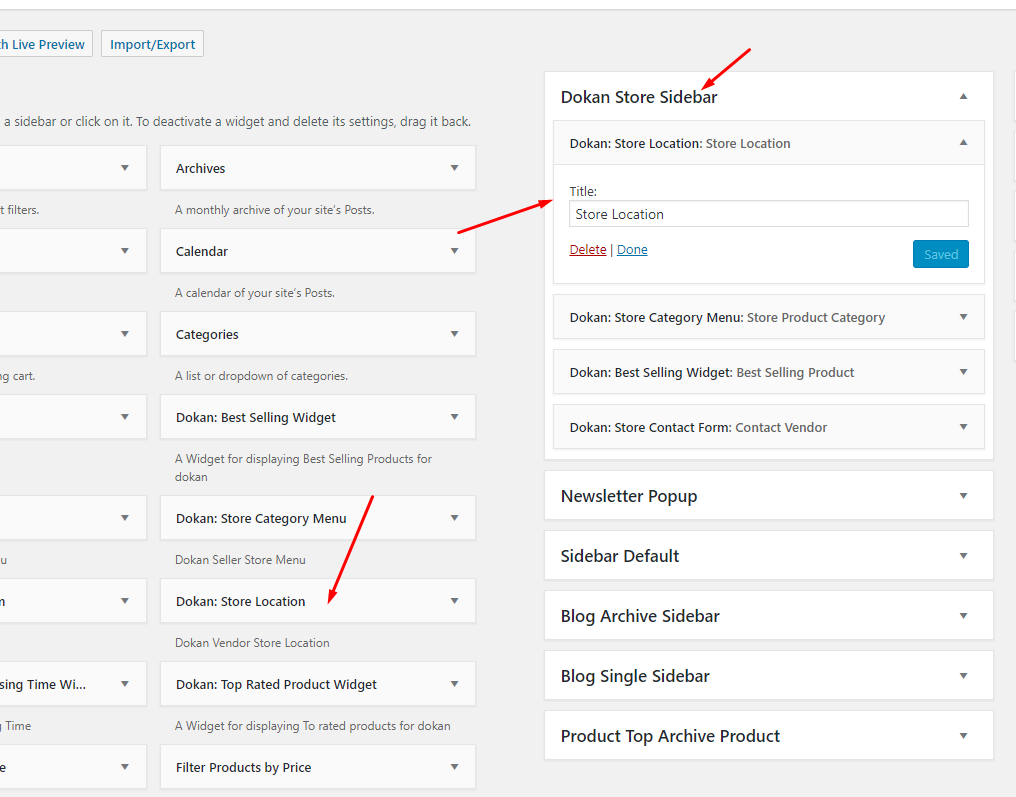 h Live Preview
Import/Export
a sidebar or click on it. To deactivate a widget and delete its settings, drag it back.
Archives
t filters.
A monthly archive of your site's Posts.
Calendar
A calendar of your site's Posts.
Categories
ng cart.
A list or dropdown of categories.
Dokan: Best Selling Widget
A Widget for displaying Best Selling Products for
dokan
Dokan: Store Category Menu
u
Dokan Seller Store Menu
m
Dokan: Store Location
Dokan Vendor Store Location
sing Time Wi...
Dokan: Top Rated Product Widget
g Time
A Widget for displaying To rated products for dokan
e
Filter Products by Price
Dokan Store Sidebar
Dokan: Store Location: Store Location
Title:
Store Location
Delete | Done
Saved
Dokan: Store Category Menu: Store Product Category
Dokan: Best Selling Widget: Best Selling Product
Dokan: Store Contact Form: Contact Vendor
Newsletter Popup
Sidebar Default
Blog Archive Sidebar
Blog Single Sidebar
Product Top Archive Product